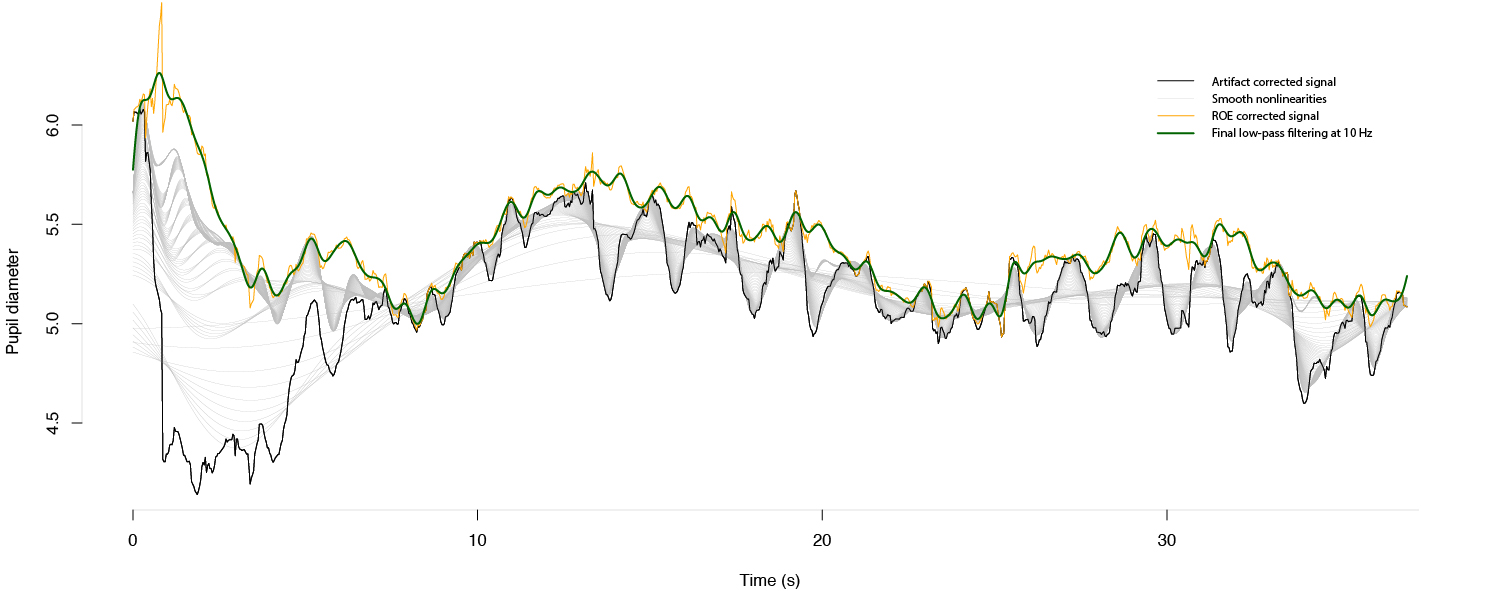 Artifact corrected signal
Smooth nonlinearities
ROE corrected signal
Final low-pass filtering at 10 Hz
6.0
5.5
5.0
4.5
Pupil diameter
0 10 20 30
Time (s)